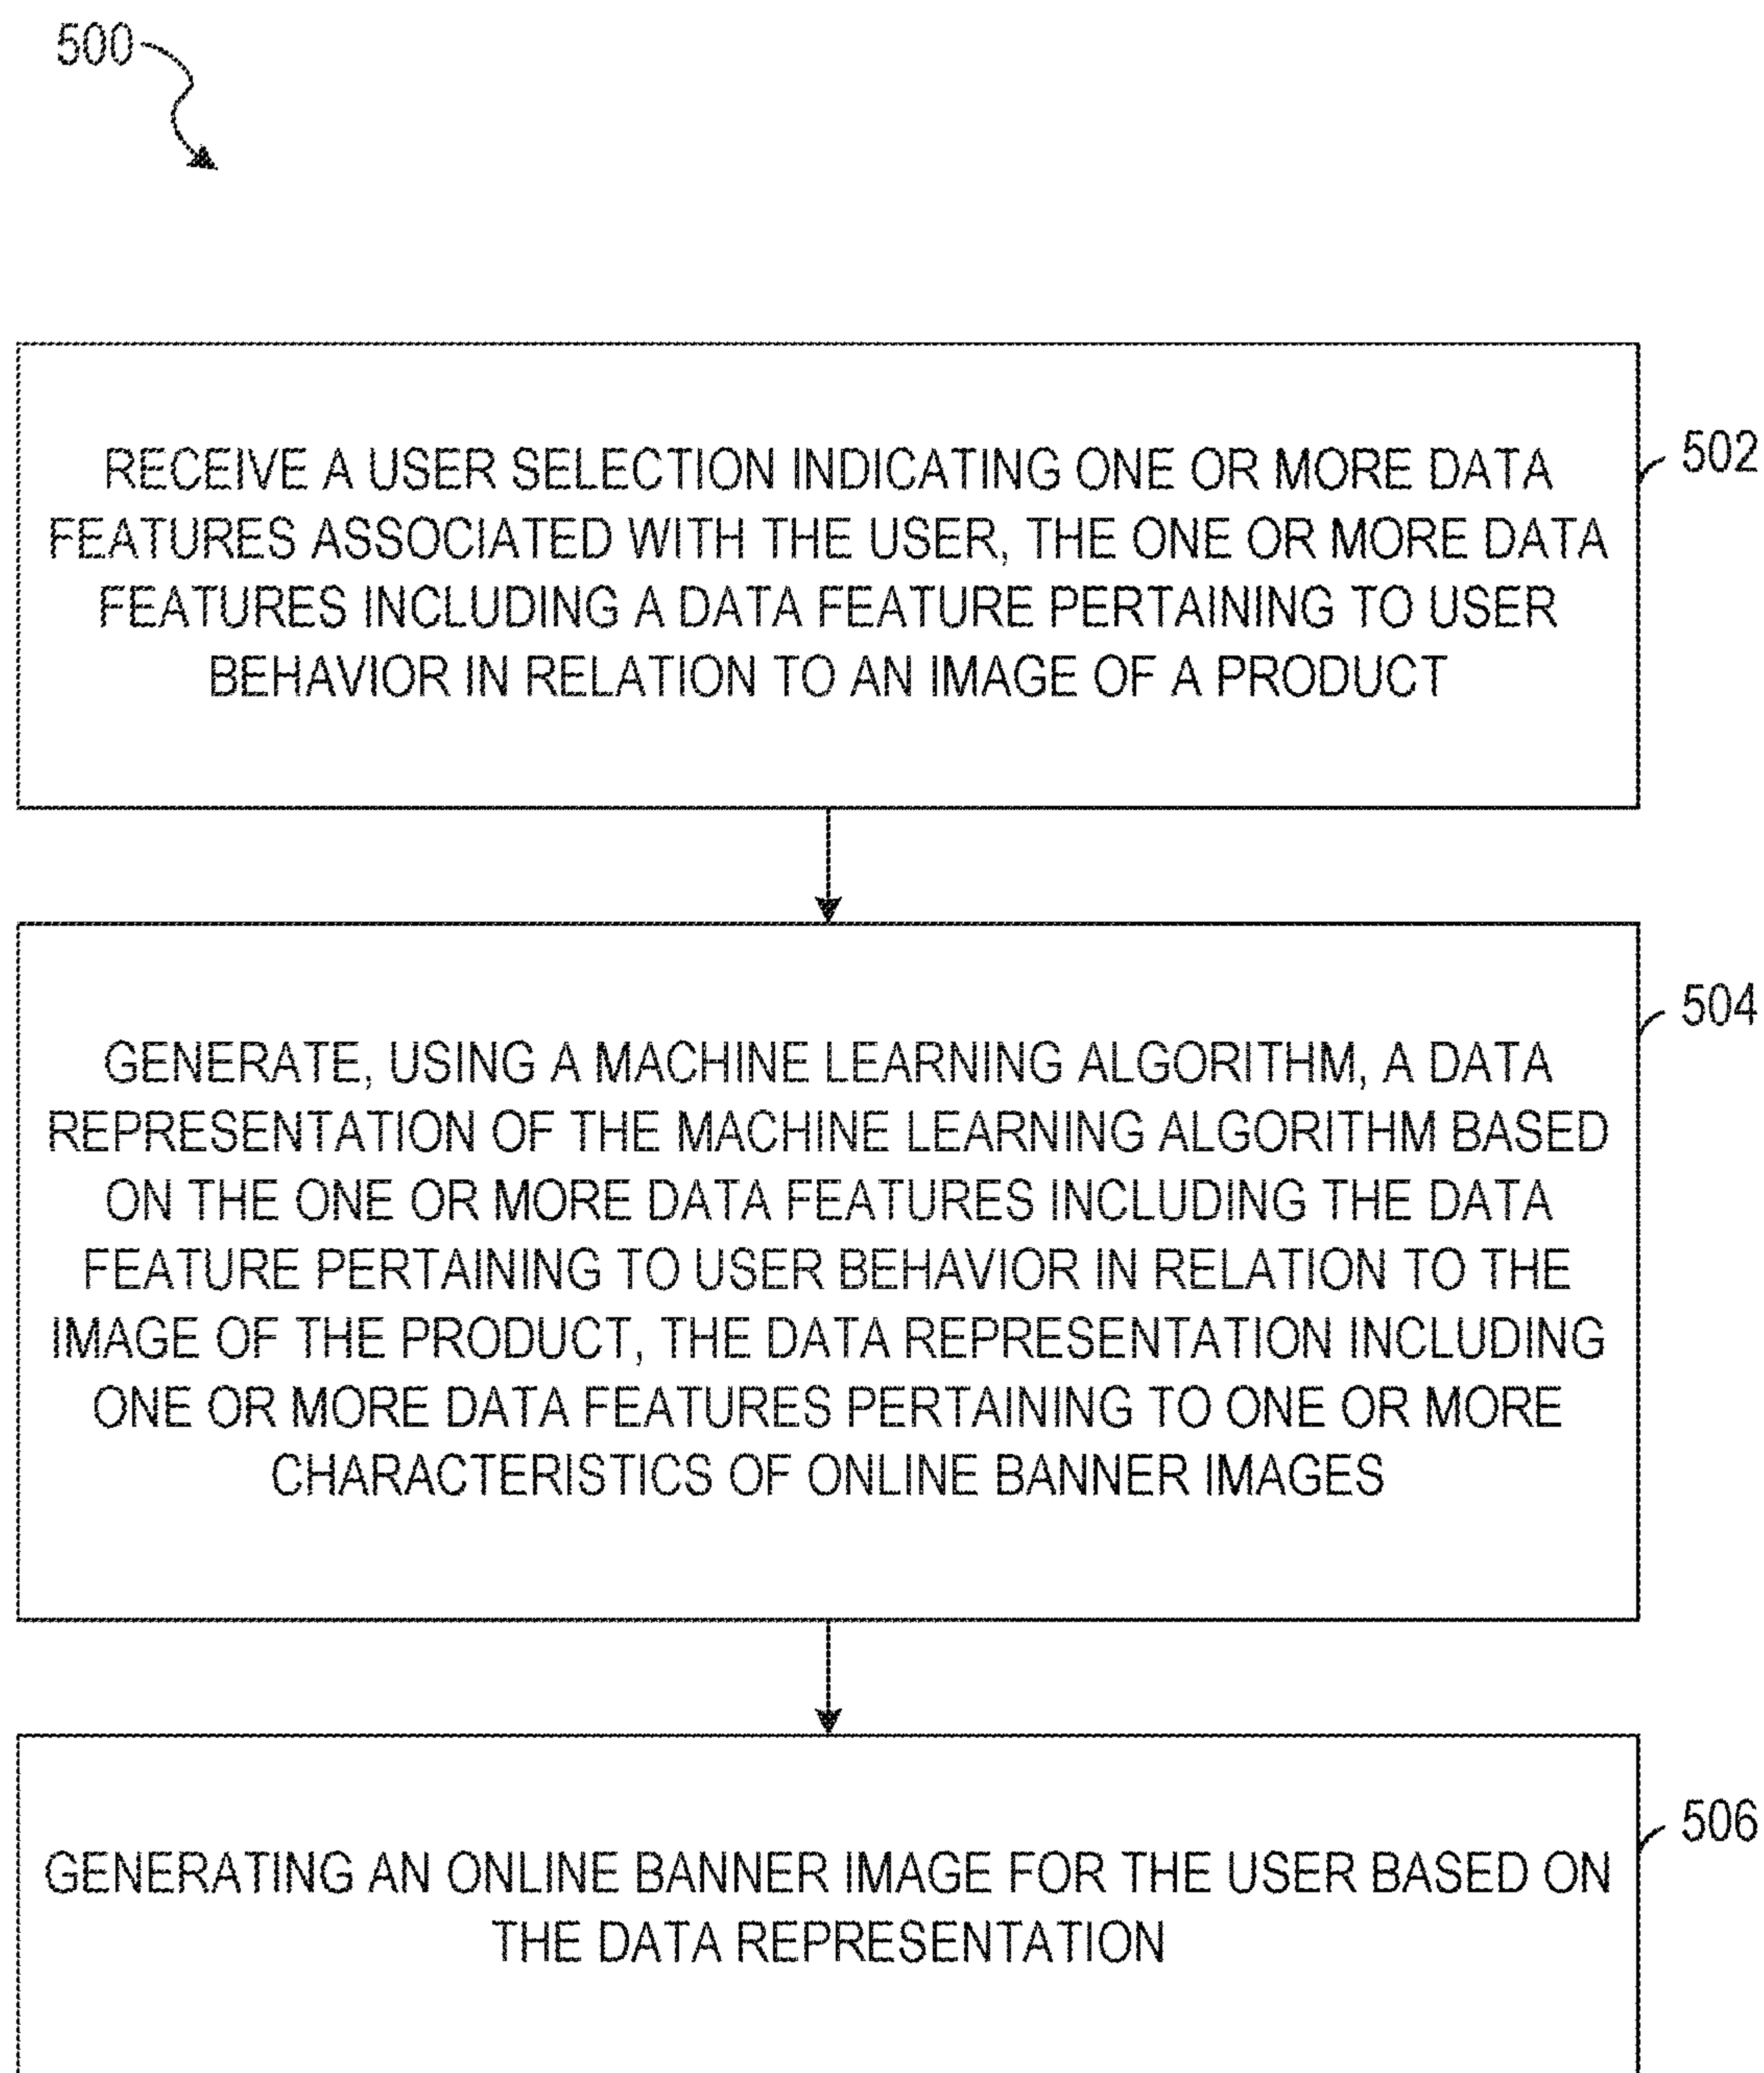 500
RECEIVE A USER SELECTION INDICATING ONE OR MORE DATA
FEATURES ASSOCIATED WITH THE USER, THE ONE OR MORE DATA
FEATURES INCLUDING A DATA FEATURE PERTAINING TO USER
BEHAVIOR IN RELATION TO AN IMAGE OF A PRODUCT
502
GENERATE, USING A MACHINE LEARNING ALGORITHM, A DATA
REPRESENTATION OF THE MACHINE LEARNING ALGORITHM BASED
ON THE ONE OR MORE DATA FEATURES INCLUDING THE DATA
FEATURE PERTAINING TO USER BEHAVIOR IN RELATION TO THE
IMAGE OF THE PRODUCT, THE DATA REPRESENTATION INCLUDING
ONE OR MORE DATA FEATURES PERTAINING TO ONE OR MORE
CHARACTERISTICS OF ONLINE BANNER IMAGES
504
GENERATING AN ONLINE BANNER IMAGE FOR THE USER BASED ON
THE DATA REPRESENTATION
506